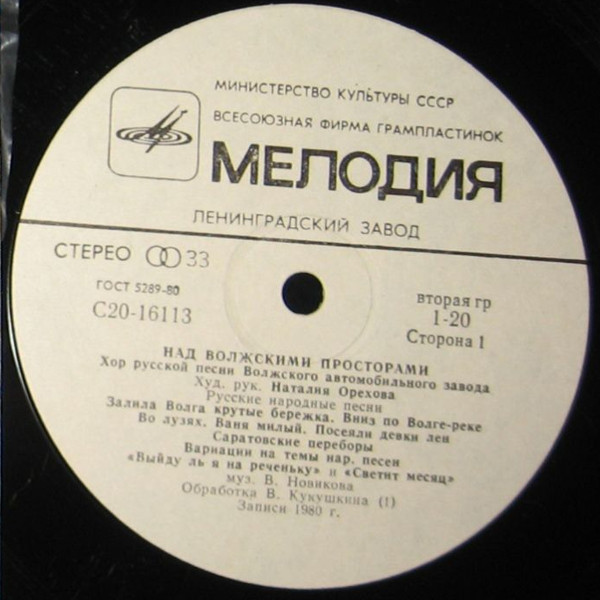 МИНИСТЕРСТВО КУЛЬТУРЫ СССР
ВСЕСОЮЗНАЯ ФИРМА ГРАМПЛАСТИНОК
МЕЛОДИЯ
ЛЕНИНГРАДСКИЙ ЗАВОД
СТЕРЕО 33
ГОСТ 5289-80
С20-16113
вторая гр
1-20
Сторона 1
НАД ВОЛЖСКИМИ ПРОСТОРАМИ
Хор русской песни Волжского автомобильного завода
Худ. рук. Наталия Орехова
Русские народные песни
Залила Волга крутые бережка. Вниз по Волге-реке
Во лузях. Ваня милый. Посеяли девки лен
Саратовские переборы
Вариации на темы нар. песен
«Выйду ль я на реченьку» и «Светит месяц»
муз. В. Новикова
Обработка В. Кукушкина (1)
Записи 1980 г.